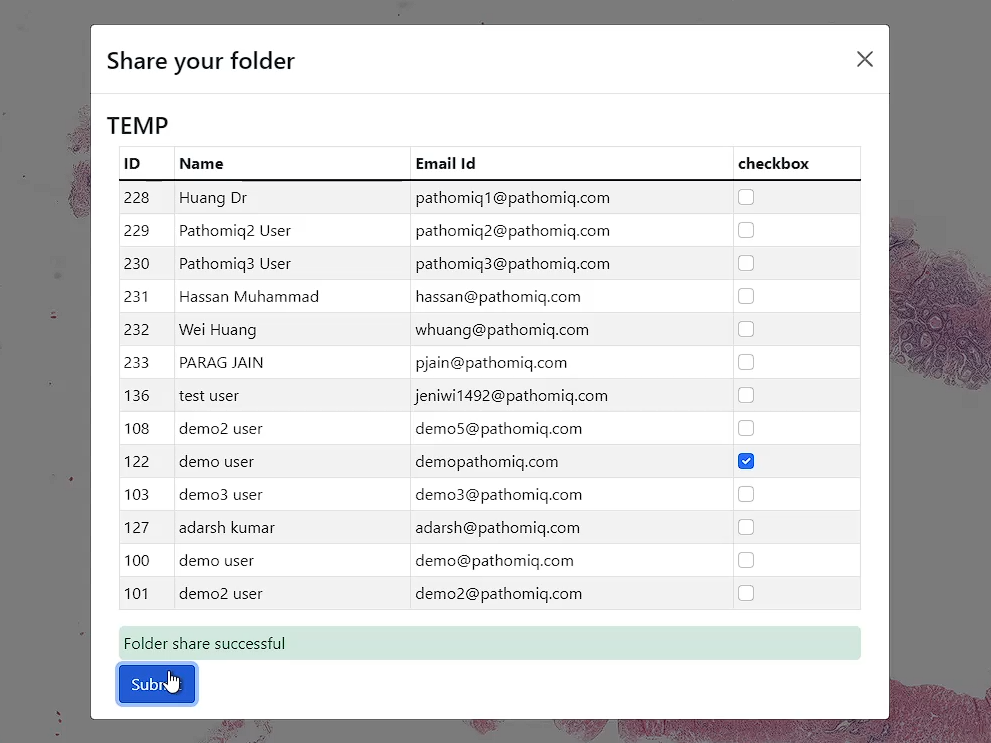 Share your folder
TEMP
ID Name Email Id checkbox
228 Huang Dr pathomiq1@pathomiq.com
229 Pathomiq2 User pathomiq2@pathomiq.com
230 Pathomiq3 User pathomiq3@pathomiq.com
231 Hassan Muhammad hassan@pathomiq.com
232 Wei Huang whuang@pathomiq.com
233 PARAG JAIN pjain@pathomiq.com
136 test user jeniwi1492@pathomiq.com
108 demo2 user demo5@pathomiq.com
122 demo user demopathomiq.com
103 demo3 user demo3@pathomiq.com
127 adarsh kumar adarsh@pathomiq.com
100 demo user demo@pathomiq.com
101 demo2 user demo2@pathomiq.com
Folder share successful